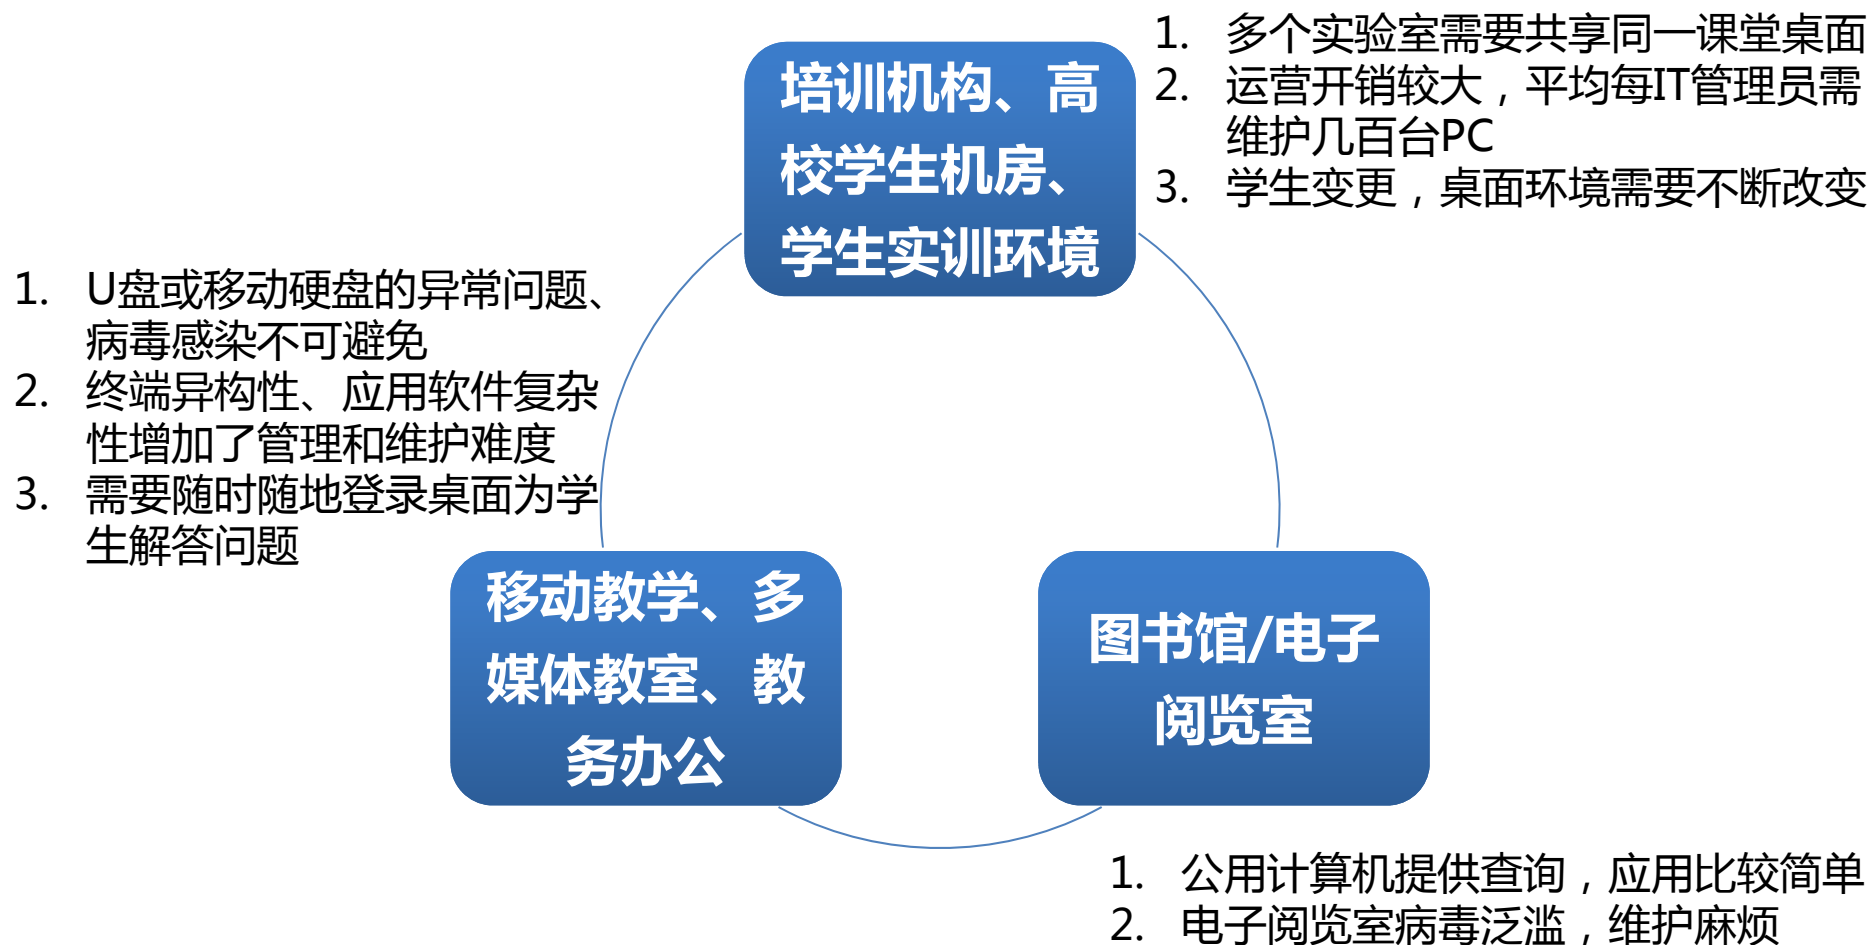 培训机构、高
校学生机房、
学生实训环境
1. 多个实验室需要共享同一课堂桌面
2. 运营开销较大，平均每IT管理员需
维护几百台PC
3. 学生变更，桌面环境需要不断改变
1. U盘或移动硬盘的异常问题、
病毒感染不可避免
2. 终端异构性、应用软件复杂
性增加了管理和维护难度
3. 需要随时随地登录桌面为学
生解答问题
移动教学、多
媒体教室、教
务办公
图书馆/电子
阅览室
1. 公用计算机提供查询，应用比较简单
2. 电子阅览室病毒泛滥，维护麻烦